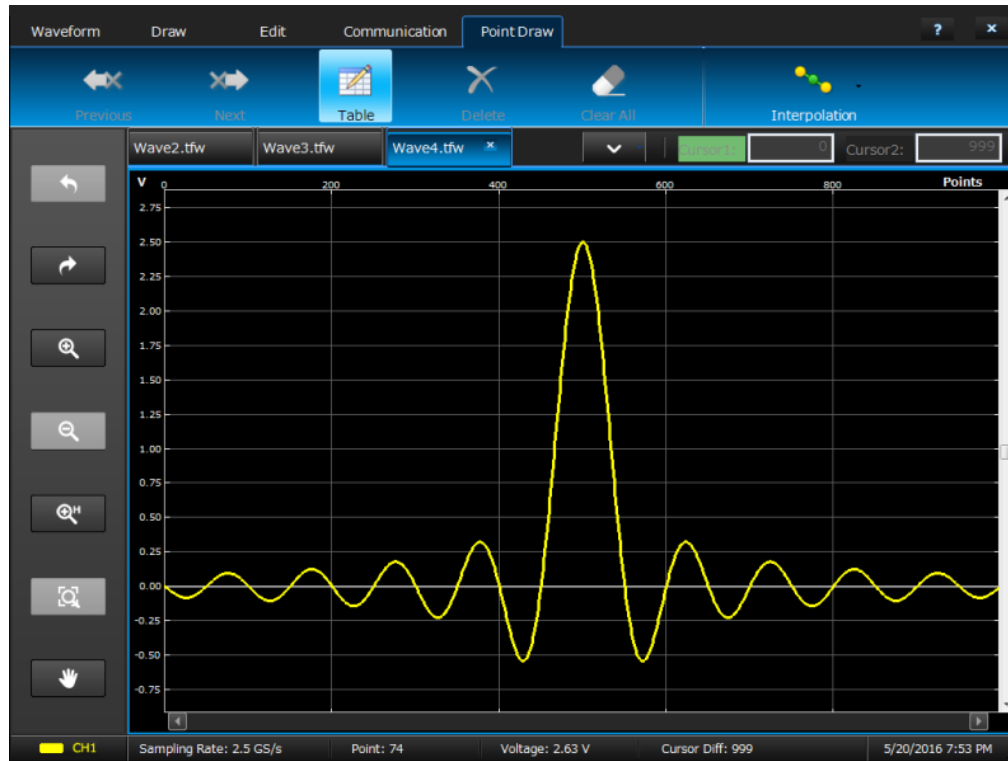 Waveform Draw Edit Communication Point Draw ? ×
Previous Next Table Delete Clear All Interpolation
Wave2.tfw Wave3.tfw Wave4.tfw × Cursor1: 0 Cursor2: 999
V 0 200 400 600 800 Points
2.75
2.50
2.25
2.00
1.75
1.50
1.25
1.00
0.75
0.50
0.25
0.00
-0.25
-0.50
-0.75
H
CH1 Sampling Rate: 2.5 GS/s Point: 74 Voltage: 2.63 V Cursor Diff: 999 5/20/2016 7:53 PM